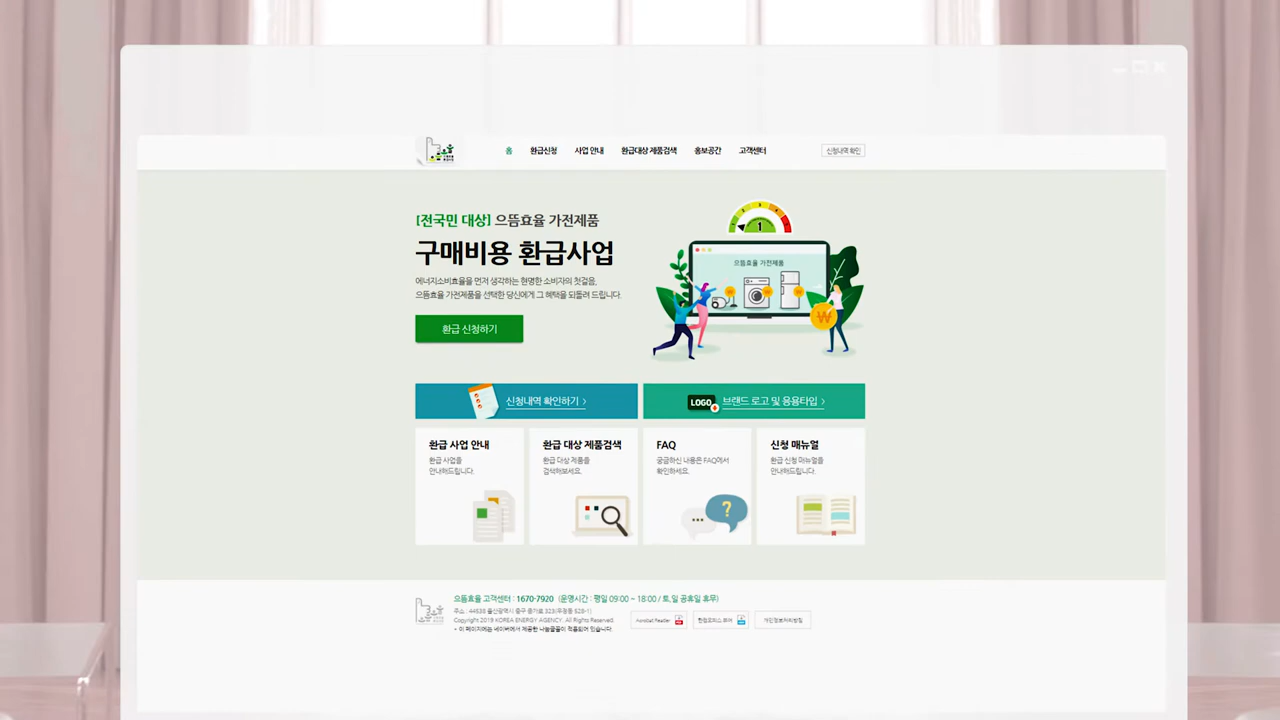 홈 환급신청 사업 안내 환급대상 제품검색 홍보공간 고객센터 신청내역 확인
[전국민 대상] 으뜸효율 가전제품
구매비용 환급사업
에너지소비효율을 먼저 생각하는 현명한 소비자의 첫걸음,
으뜸효율 가전제품을 선택한 당신에게 그 혜택을 되돌려 드립니다.
환급 신청하기
1
으뜸효율 가전제품
신청내역 확인하기 >
LOGO 브랜드 로고 및 응용타입 >
환급 사업 안내
환급 사업을
안내해드립니다.
환급 대상 제품검색
환급 대상 제품을
검색해보세요.
FAQ
궁금하신 내용은 FAQ에서
확인하세요.
신청 매뉴얼
환급 신청 매뉴얼을
안내해드립니다.
으뜸효율 고객센터 : 1670-7920 (운영시간 : 평일 09:00 ~ 18:00 / 토,일 공휴일 휴무)
주소 : 44538 울산광역시 중구 종가로 323(우정동 528-1)
Copyright 2019 KOREA ENERGY AGENCY. All Rights Reserved.
* 이 페이지에는 네이버에서 제공한 나눔글꼴이 적용되어 있습니다.
Acrobat Reader
한컴오피스 뷰어
개인정보처리방침